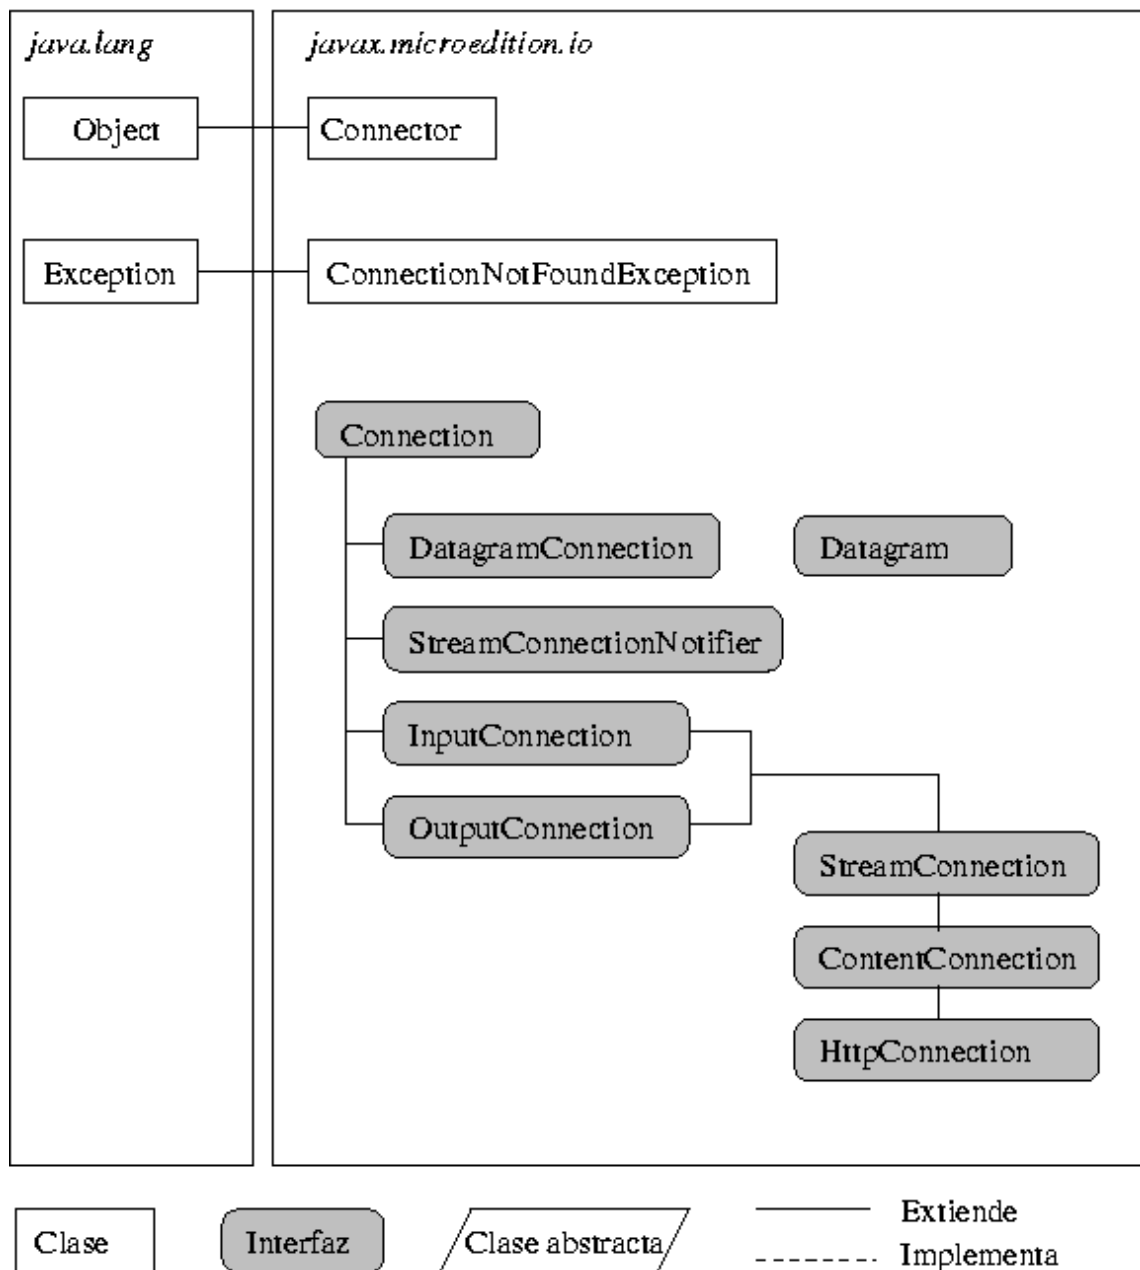 java.lang
javax.microedition.io
Object
Connector
Exception
ConnectionNotFoundException
Connection
DatagramConnection
Datagram
StreamConnectionNotifier
InputConnection
OutputConnection
StreamConnection
ContentConnection
HttpConnection
Clase
Interfaz
Clase abstracta
Extiende
Implementa